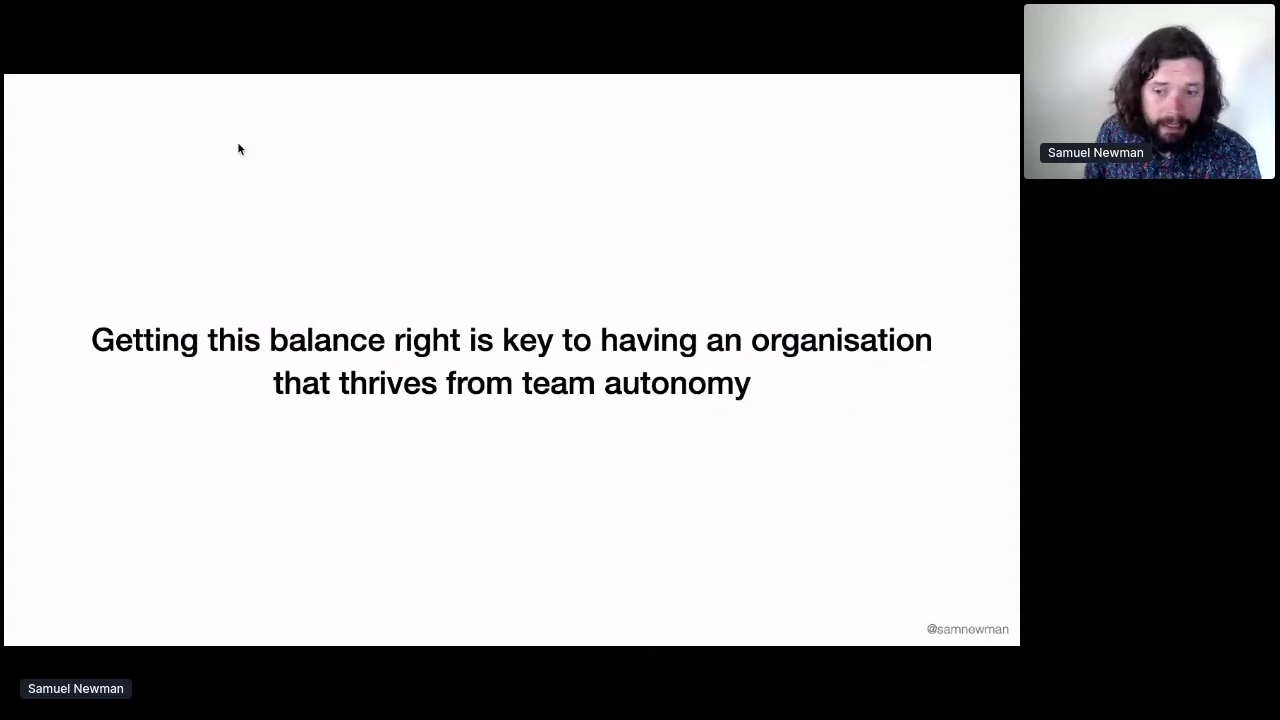 Samuel Newman
Getting this balance right is key to having an organisation
that thrives from team autonomy
@samnewman
Samuel Newman